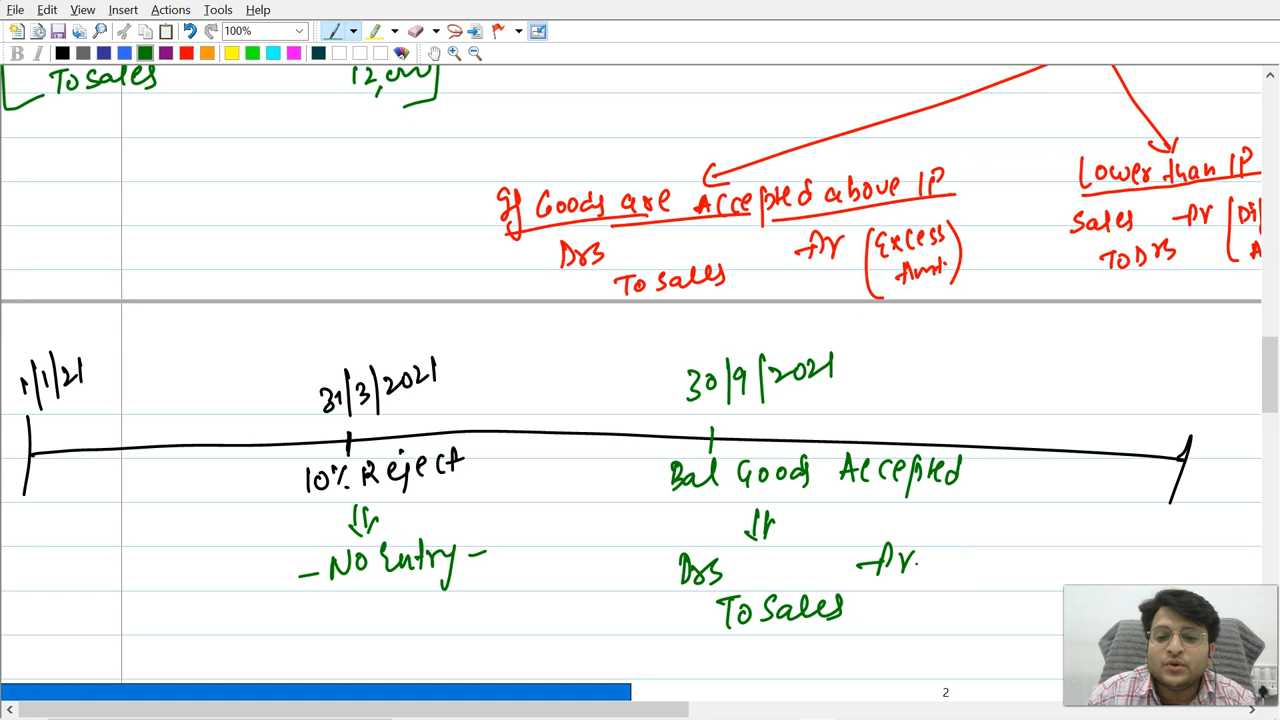 File Edit View Insert Actions Tools Help
100%
B I
To Sales 12,000
If Goods are Accepted above IP
Drs Dr (Excess Amt.)
To Sales
Lower than IP
Sales Dr
To Drs
1/1/21
31/3/2021
30/9/2021
10% Reject
Bal Goods Accepted
- No Entry -
Drs Dr.
To Sales
2